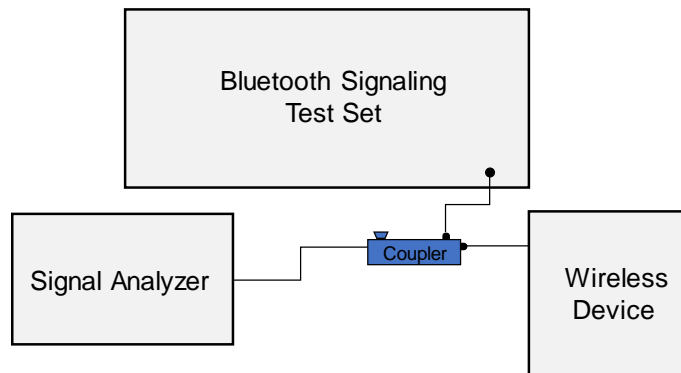 Bluetooth Signaling
Test Set
Signal Analyzer
Coupler
Wireless
Device